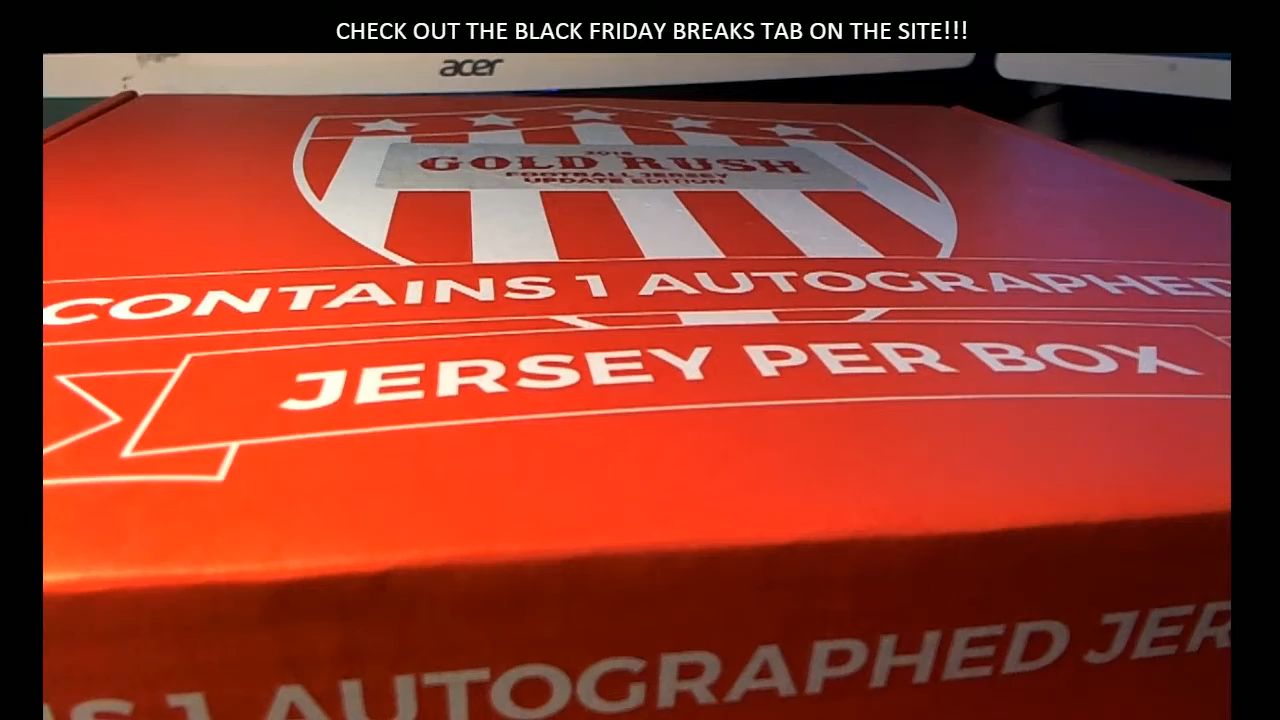 CHECK OUT THE BLACK FRIDAY BREAKS TAB ON THE SITE!!!
acer
GOLD RUSH
FOOTBALL JERSEY
UPDATE EDITION
CONTAINS 1 AUTOGRAPHED
JERSEY PER BOX
S 1 AUTOGRAPHED JER